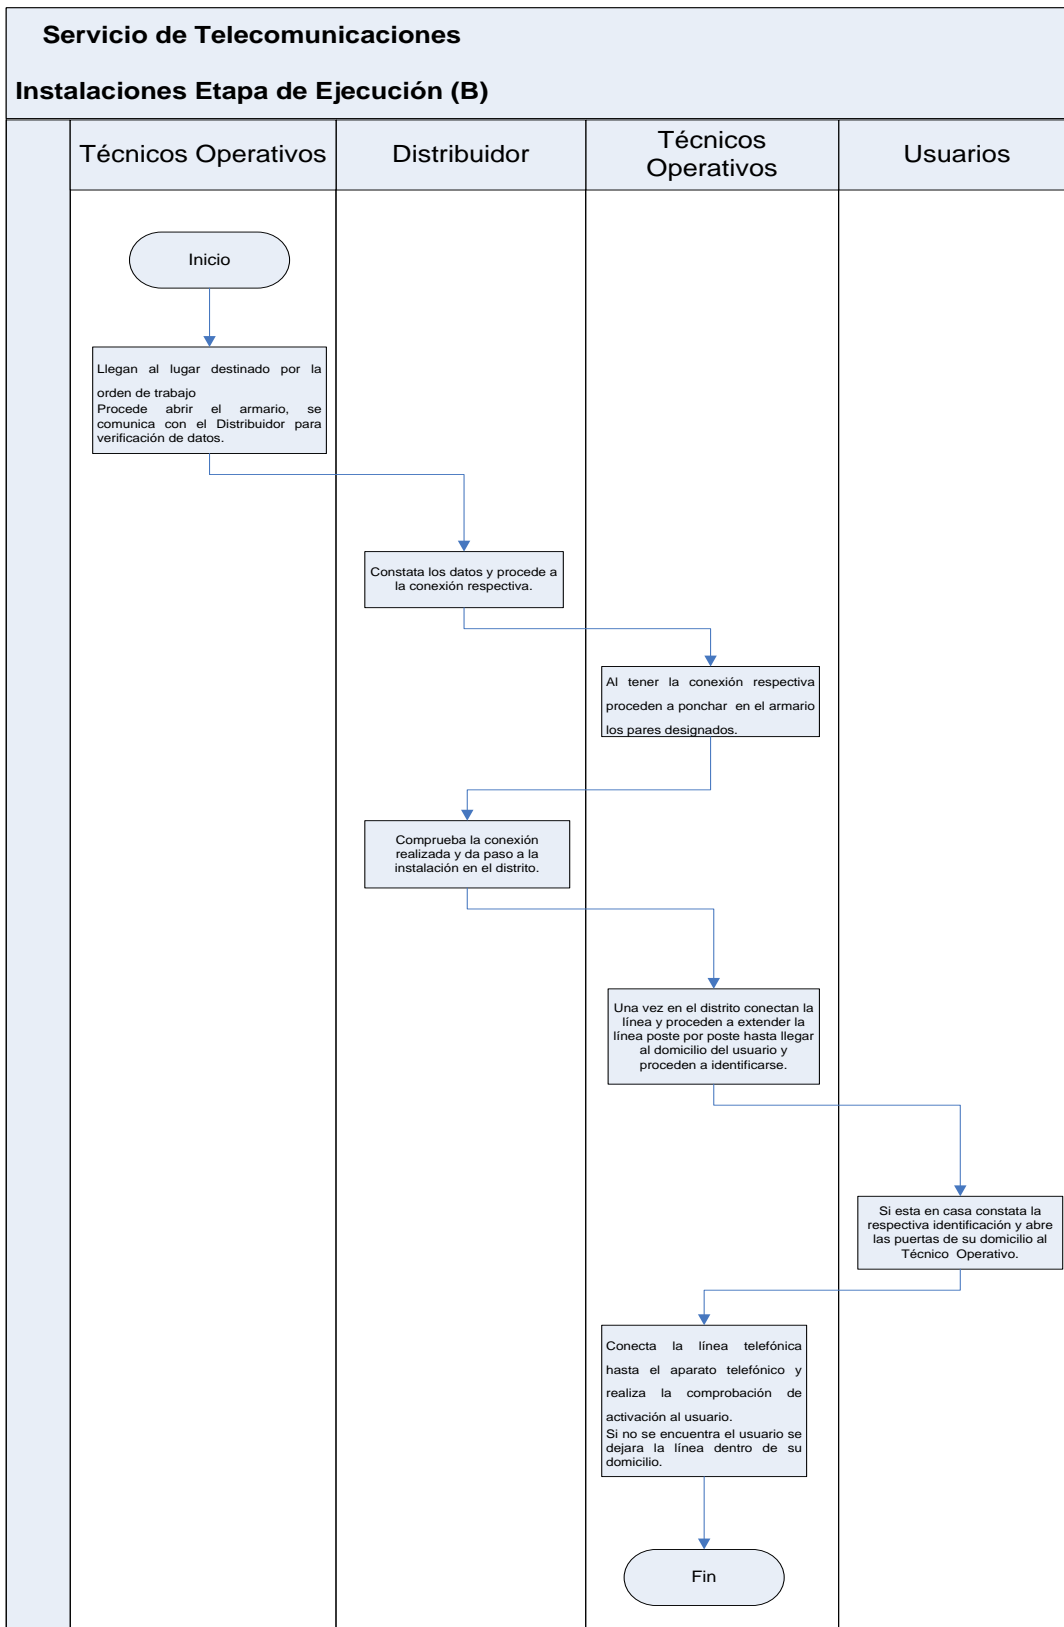 Servicio de Telecomunicaciones
Instalaciones Etapa de Ejecución (B)
Técnicos Operativos
Distribuidor
Técnicos
Operativos
Usuarios
Inicio
Llegan al lugar destinado por la
orden de trabajo
Procede abrir el armario, se
comunica con el Distribuidor para
verificación de datos.
Constata los datos y procede a
la conexión respectiva.
Al tener la conexión respectiva
proceden a ponchar en el armario
los pares designados.
Comprueba la conexión
realizada y da paso a la
instalación en el distrito.
Una vez en el distrito conectan la
línea y proceden a extender la
línea poste por poste hasta llegar
al domicilio del usuario y
proceden a identificarse.
Si esta en casa constata la
respectiva identificación y abre
las puertas de su domicilio al
Técnico Operativo.
Conecta la línea telefónica
hasta el aparato telefónico y
realiza la comprobación de
activación al usuario.
Si no se encuentra el usuario se
dejara la línea dentro de su
domicilio.
Fin